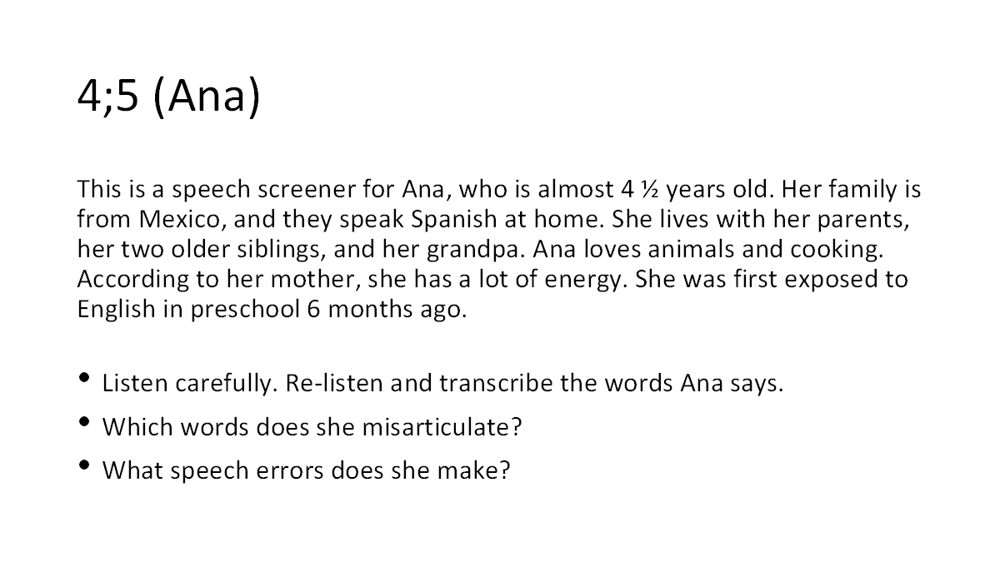 4;5 (Ana)
This is a speech screener for Ana, who is almost 4 ½ years old. Her family is
from Mexico, and they speak Spanish at home. She lives with her parents,
her two older siblings, and her grandpa. Ana loves animals and cooking.
According to her mother, she has a lot of energy. She was first exposed to
English in preschool 6 months ago.
• Listen carefully. Re-listen and transcribe the words Ana says.
• Which words does she misarticulate?
• What speech errors does she make?